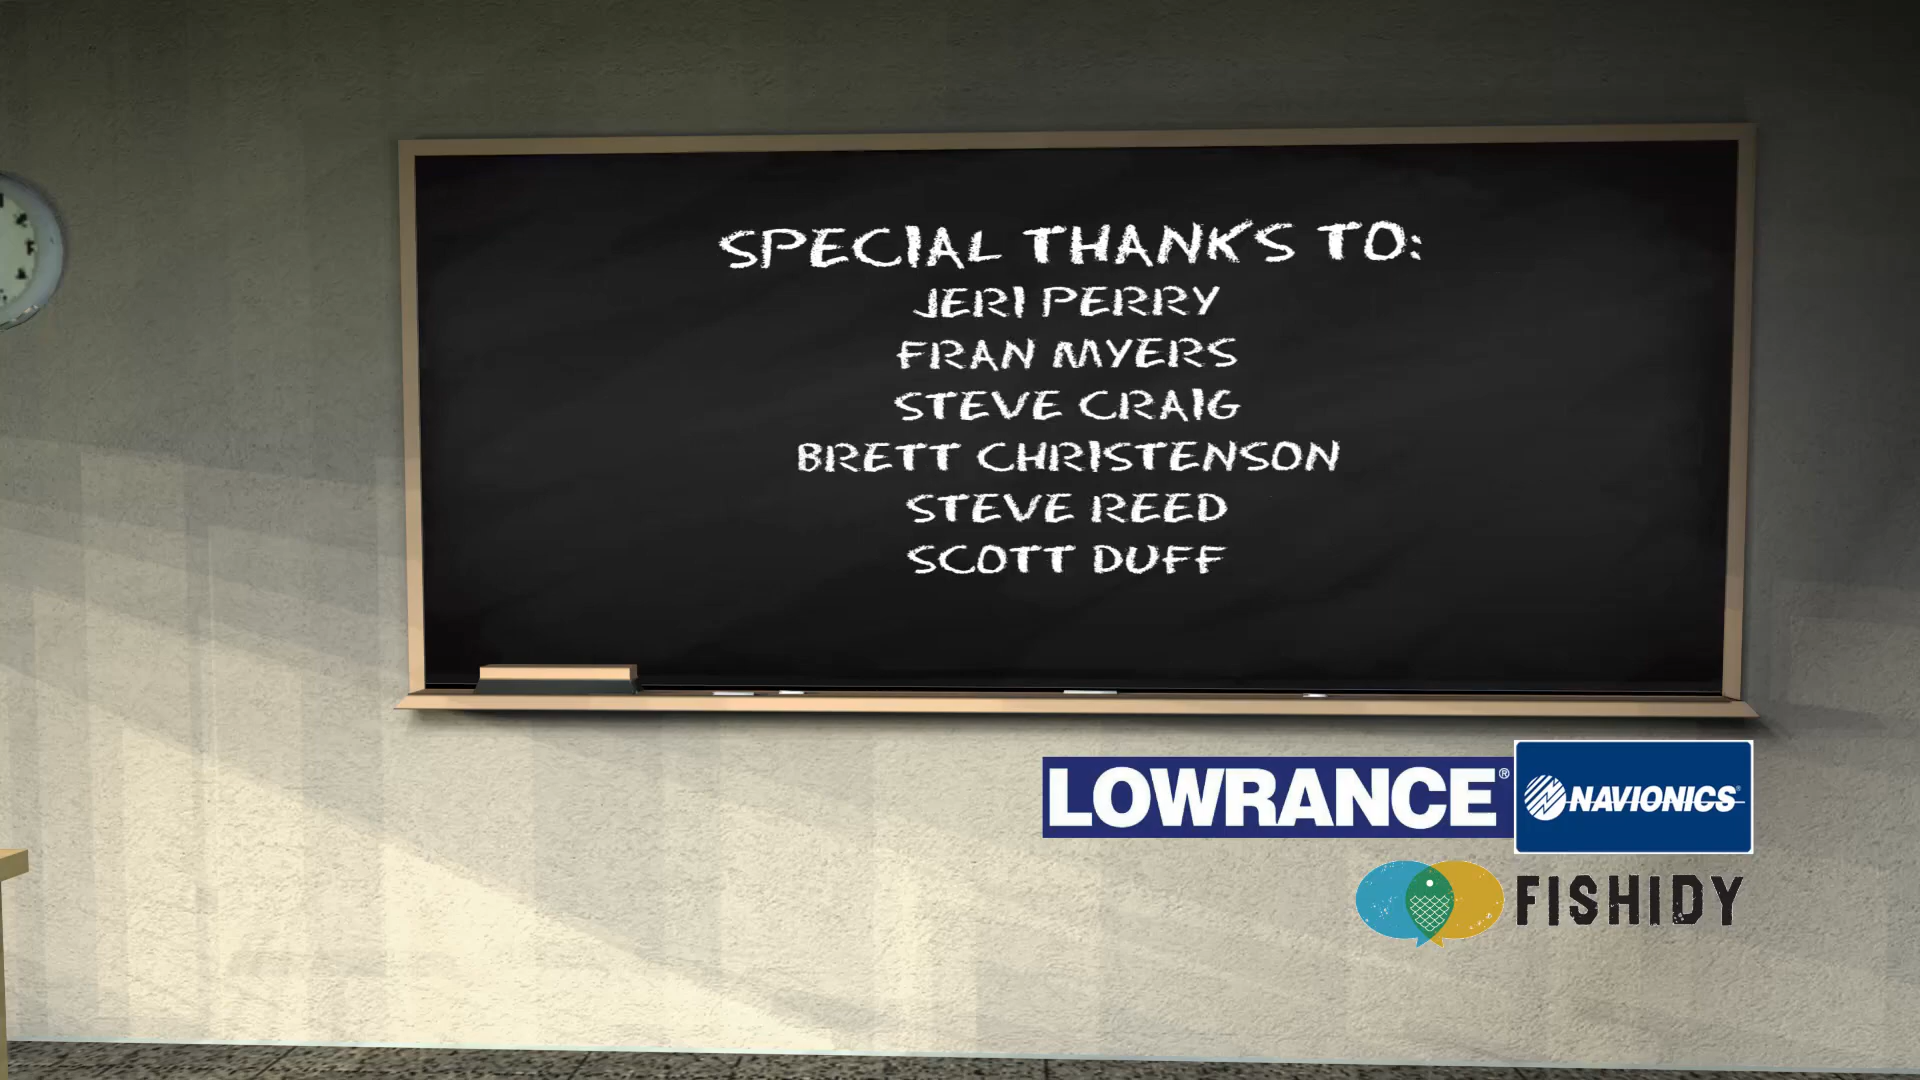 SPECIAL THANKS TO:
JERI PERRY
FRAN MYERS
STEVE CRAIG
BRETT CHRISTENSON
STEVE REED
SCOTT DUFF
LOWRANCE®
NAVIONICS®
FISHIDY